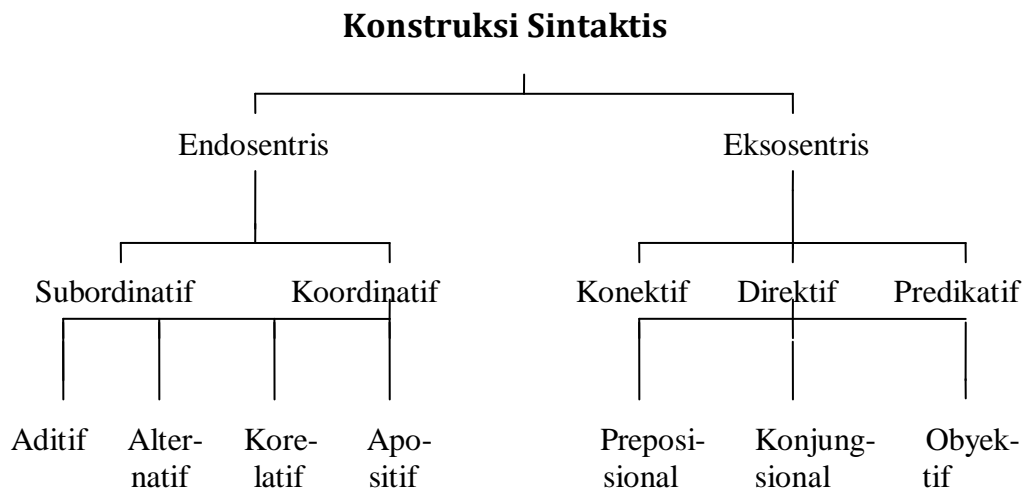 Konstruksi Sintaktis
Endosentris Eksosentris
Subordinatif Koordinatif Konektif Direktif Predikatif
Aditif Alter- Kore- Apo- Preposi- Konjung- Obyek-
natif latif sitif sional sional tif